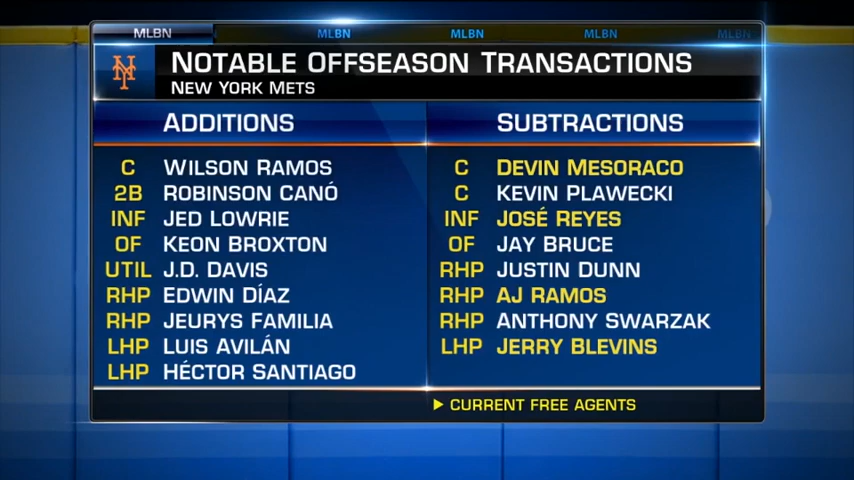 MLBN MLBN MLBN MLBN MLBN
NY
NOTABLE OFFSEASON TRANSACTIONS
NEW YORK METS
ADDITIONS
C WILSON RAMOS
2B ROBINSON CANÓ
INF JED LOWRIE
OF KEON BROXTON
UTIL J.D. DAVIS
RHP EDWIN DÍAZ
RHP JEURYS FAMILIA
LHP LUIS AVILÁN
LHP HÉCTOR SANTIAGO
SUBTRACTIONS
C DEVIN MESORACO
C KEVIN PLAWECKI
INF JOSÉ REYES
OF JAY BRUCE
RHP JUSTIN DUNN
RHP AJ RAMOS
RHP ANTHONY SWARZAK
LHP JERRY BLEVINS
CURRENT FREE AGENTS